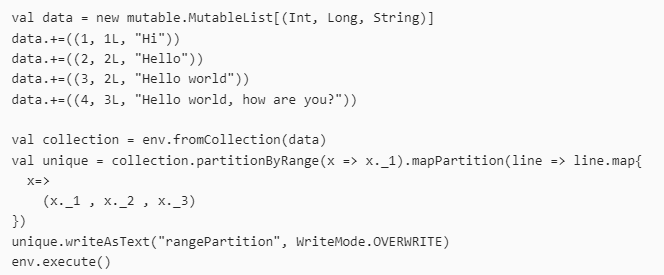 val data = new mutable.MutableList[(Int, Long, String)]
data.+=((1, 1L, "Hi"))
data.+=((2, 2L, "Hello"))
data.+=((3, 2L, "Hello world"))
data.+=((4, 3L, "Hello world, how are you?"))

val collection = env.fromCollection(data)
val unique = collection.partitionByRange(x => x._1).mapPartition(line => line.map{
  x=>
    (x._1 , x._2 , x._3)
})
unique.writeAsText("rangePartition", WriteMode.OVERWRITE)
env.execute()